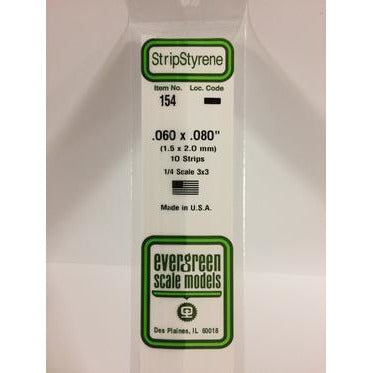 StripStyrene
Item No. Loc. Code
154
.060 x .080"
(1.5 x 2.0 mm)
10 Strips
1/4 Scale 3x3
Made in U.S.A.
evergreen
scale models
Des Plaines, IL 60018